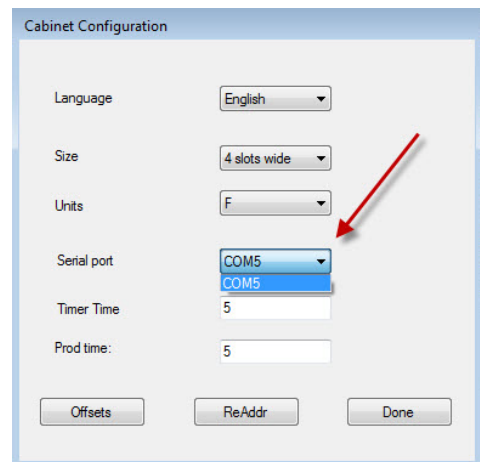 Cabinet Configuration
Language English
Size 4 slots wide
Units F
Serial port COM5
COM5
Timer Time 5
Prod time: 5
Offsets ReAddr Done